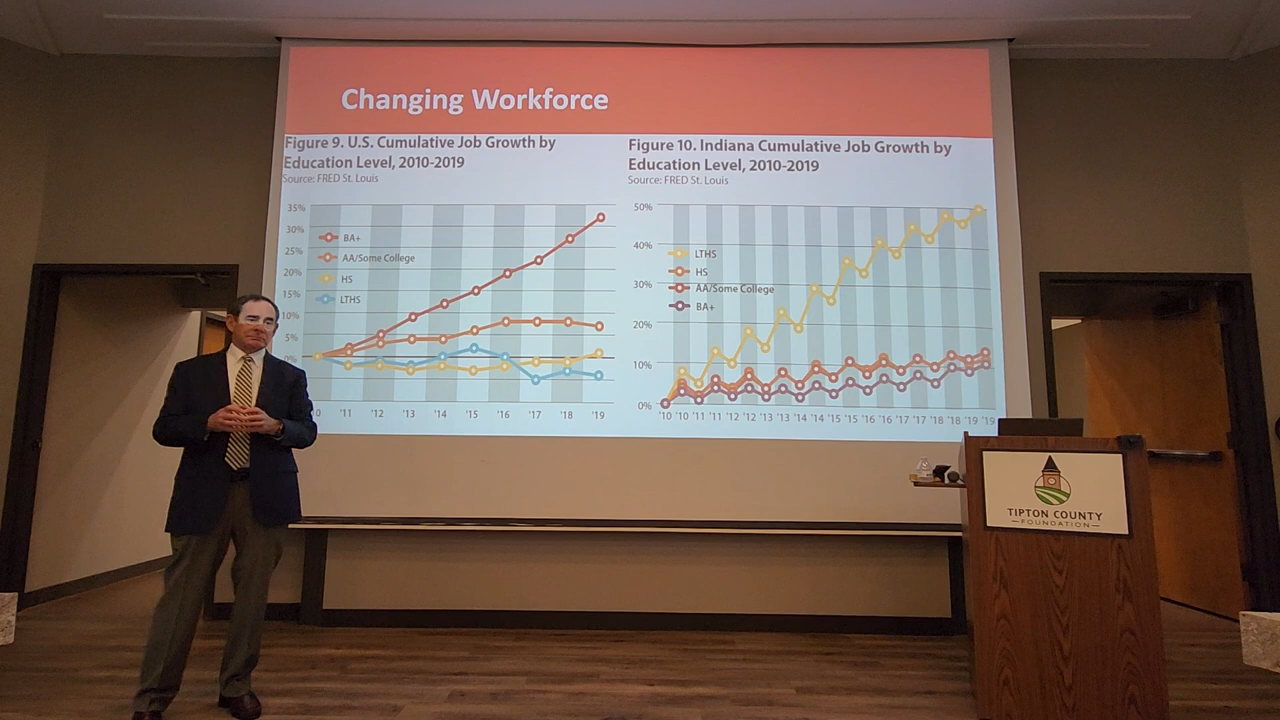 Changing Workforce
Figure 9. U.S. Cumulative Job Growth by
Education Level, 2010-2019
Source: FRED St. Louis
35%
30%
25%
20%
15%
10%
5%
0%
BA+
AA/Some College
HS
LTHS
0 '11 '12 '13 '14 '15 '16 '17 '18 '19
Figure 10. Indiana Cumulative Job Growth by
Education Level, 2010-2019
Source: FRED St. Louis
50%
40%
30%
20%
10%
0%
LTHS
HS
AA/Some College
BA+
'10 '10 '11 '11 '12 '12 '13 '13 '14 '14 '15 '15 '16 '16 '17 '17 '18 '18 '19 '19
TIPTON COUNTY
FOUNDATION